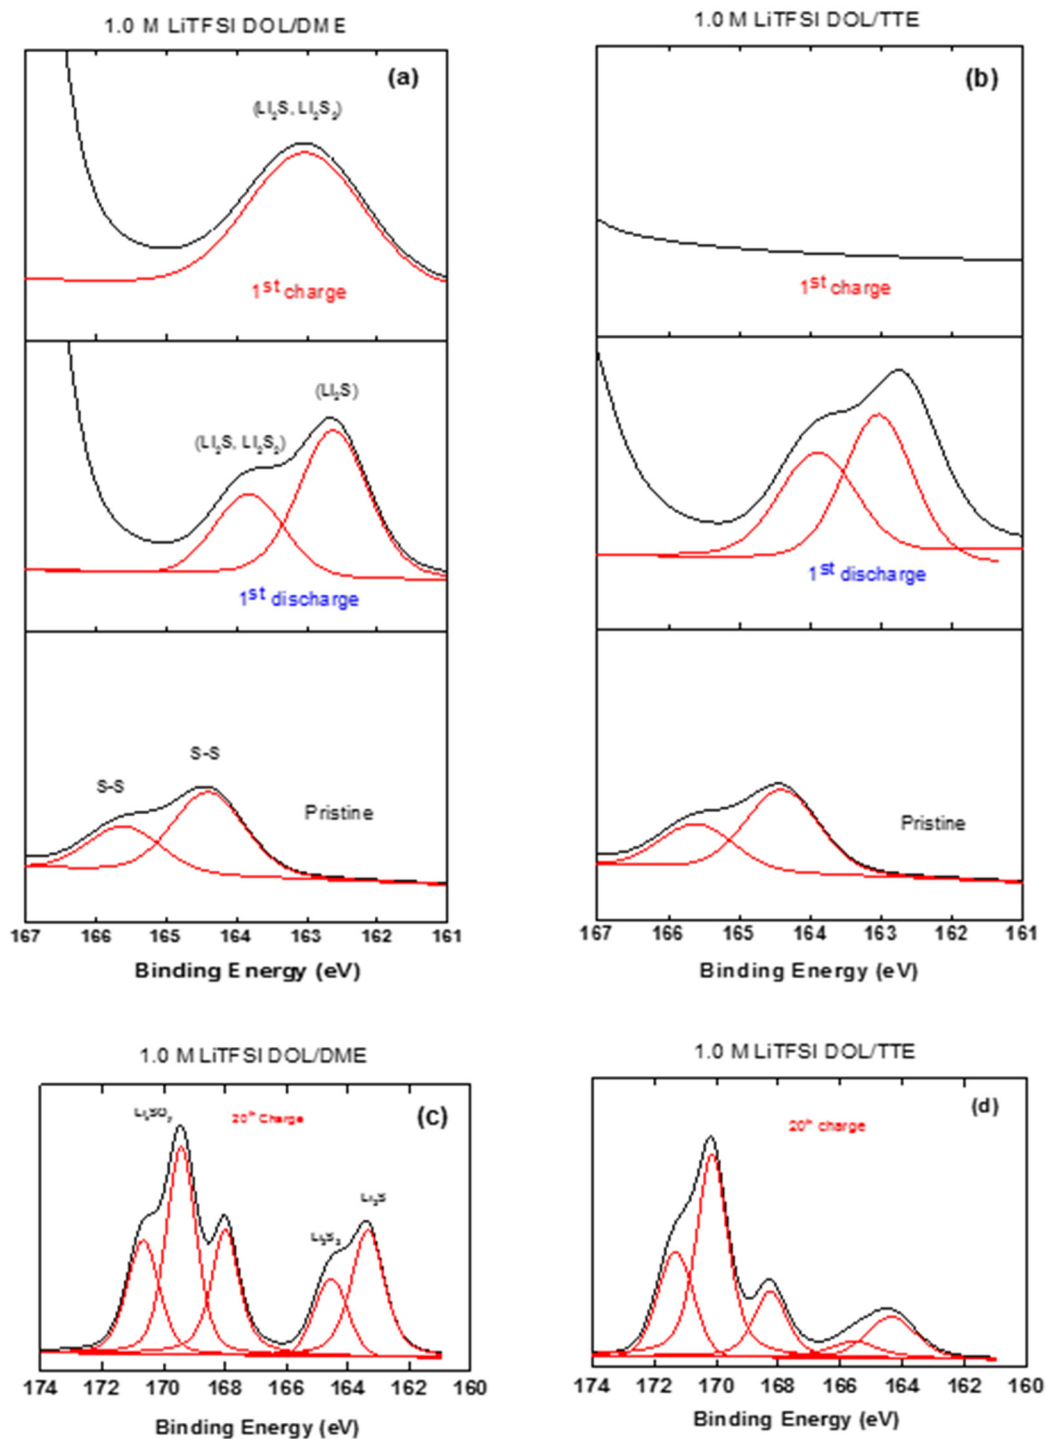 1.0 M LiTFSI DOL/DME
(a)
(Li₂S, Li₂S₂)
1st charge
(Li₂S)
(Li₂S, Li₂S₂)
1st discharge
S-S
S-S
Pristine
167 166 165 164 163 162 161
Binding Energy (eV)
1.0 M LiTFSI DOL/TTE
(b)
1st charge
1st discharge
Pristine
167 166 165 164 163 162 161
Binding Energy (eV)
1.0 M LiTFSI DOL/DME
(c)
20th Charge
Li₂S
Li₂S₂
174 172 170 168 166 164 162 160
Binding Energy (eV)
1.0 M LiTFSI DOL/TTE
(d)
20th charge
174 172 170 168 166 164 162 160
Binding Energy (eV)